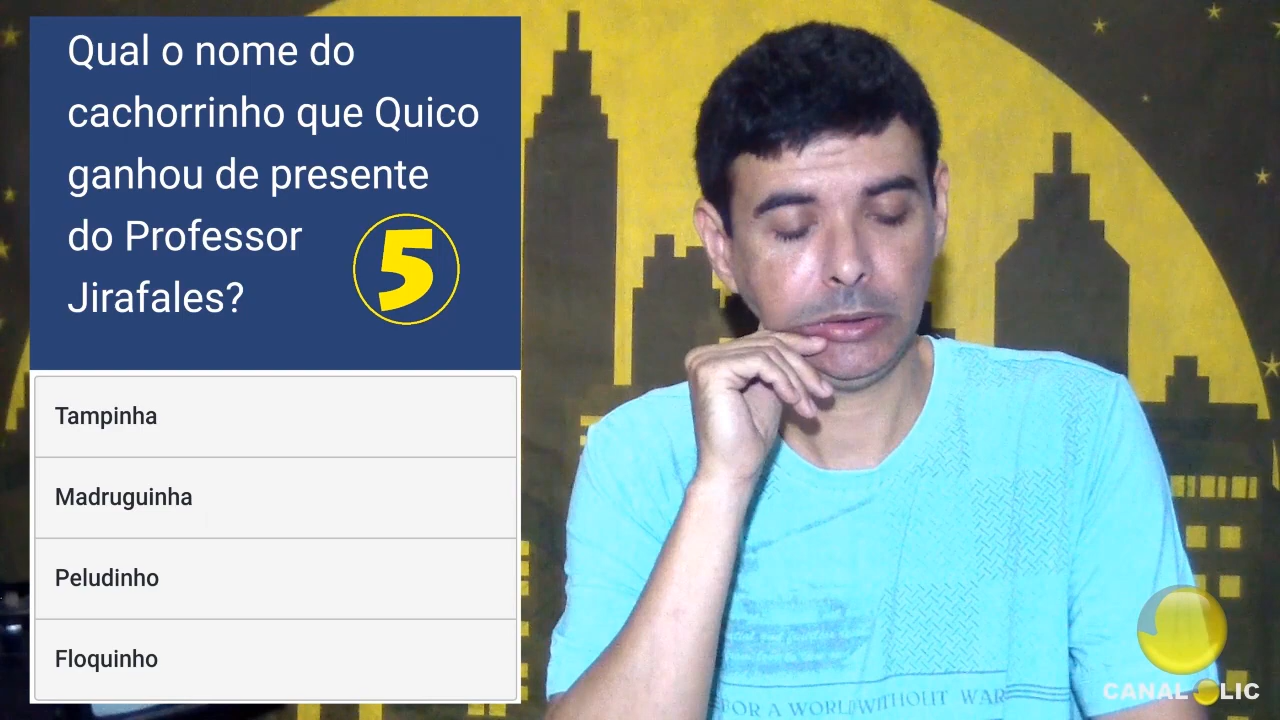 Qual o nome do
cachorrinho que Quico
ganhou de presente
do Professor
Jirafales?
5
Tampinha
Madruguinha
Peludinho
Floquinho
FOR A WORLD WITHOUT WAR
CANAL OLIC